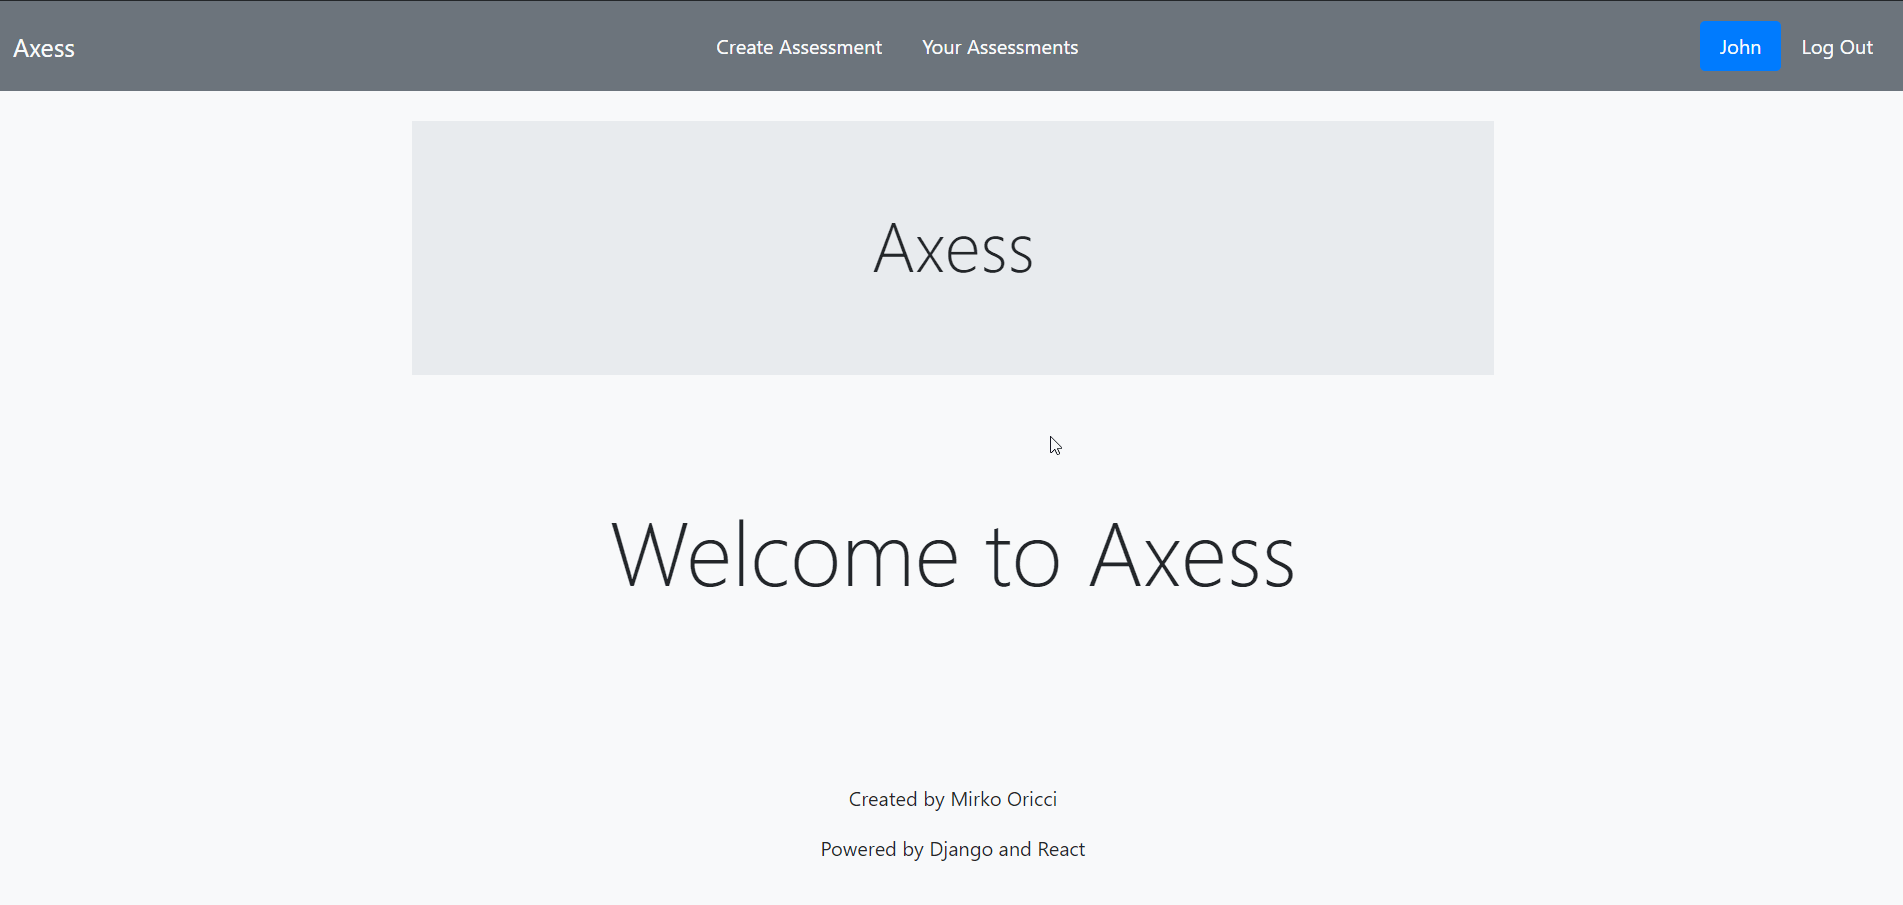 Axess Create Assessment Your Assessments John Log Out
Axess
Welcome to Axess
Created by Mirko Oricci
Powered by Django and React